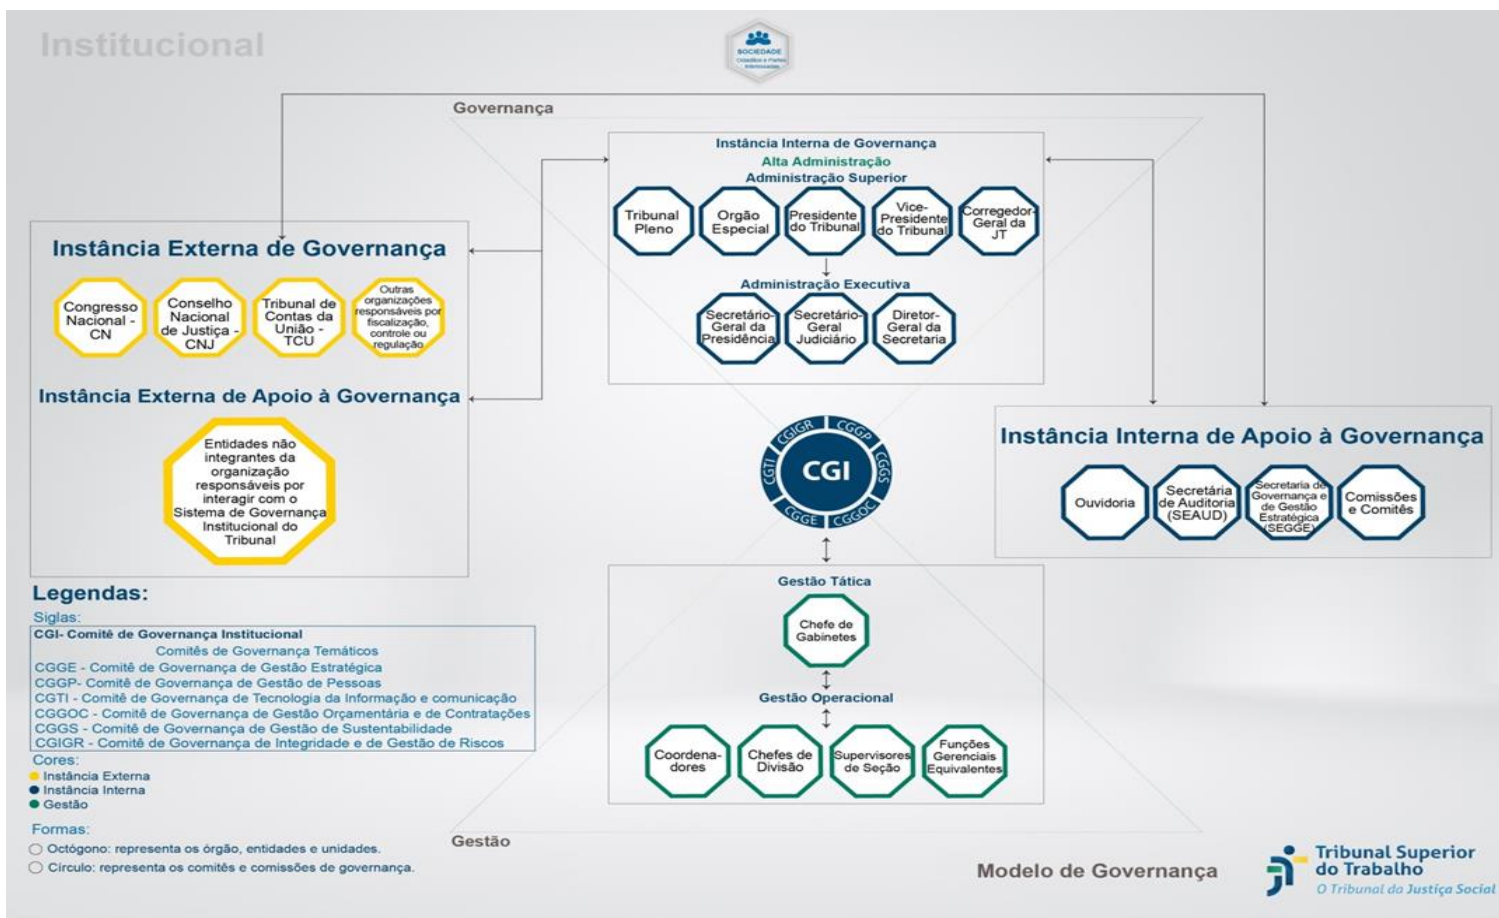 Institucional
SOCIEDADE
Cidadãos e Partes
Interessadas
Governança
Instância Interna de Governança
Alta Administração
Administração Superior
Tribunal
Pleno
Orgão
Especial
Presidente
do Tribunal
Vice-
Presidente
do Tribunal
Corregedor-
Geral da
JT
Administração Executiva
Secretário-
Geral da
Presidência
Secretário-
Geral
Judiciário
Diretor-
Geral da
Secretaria
Instância Externa de Governança
Congresso
Nacional -
CN
Conselho
Nacional
de Justiça -
CNJ
Tribunal de
Contas da
União -
TCU
Outras
organizações
responsáveis por
fiscalização,
controle ou
regulação
Instância Externa de Apoio à Governança
Entidades não
integrantes da
organização
responsáveis por
interagir com o
Sistema de Governança
Institucional do
Tribunal
CGIGR
CGGP
CGTI
CGGS
CGI
CGGE
CGGOC
Instância Interna de Apoio à Governança
Ouvidoria
Secretária
de Auditoria
(SEAUD)
Secretaria de
Governança e
de Gestão
Estratégica
(SEGGE)
Comissões
e Comitês
Gestão Tática
Chefe de
Gabinetes
Gestão Operacional
Coordena-
dores
Chefes de
Divisão
Supervisores
de Seção
Funções
Gerenciais
Equivalentes
Gestão
Legendas:
Siglas:
CGI- Comitê de Governança Institucional
Comitês de Governança Temáticos
CGGE - Comitê de Governança de Gestão Estratégica
CGGP- Comitê de Governança de Gestão de Pessoas
CGTI - Comitê de Governança de Tecnologia da Informação e comunicação
CGGOC - Comitê de Governança de Gestão Orçamentária e de Contratações
CGGS - Comitê de Governança de Gestão de Sustentabilidade
CGIGR - Comitê de Governança de Integridade e de Gestão de Riscos
Cores:
Instância Externa
Instância Interna
Gestão
Formas:
Octógono: representa os órgão, entidades e unidades.
Círculo: representa os comitês e comissões de governança.
Modelo de Governança
Tribunal Superior
do Trabalho
O Tribunal da Justiça Social